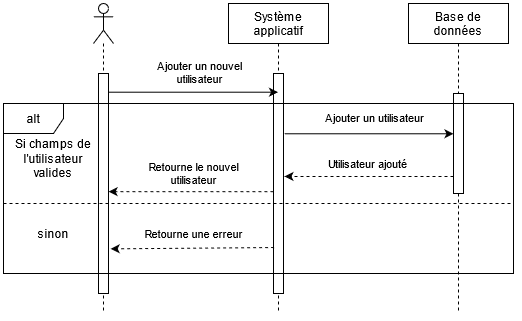 Système
applicatif
Base de
données
Ajouter un nouvel
utilisateur
alt
Ajouter un utilisateur
Si champs de
l'utilisateur
valides
Utilisateur ajouté
Retourne le nouvel
utilisateur
sinon
Retourne une erreur